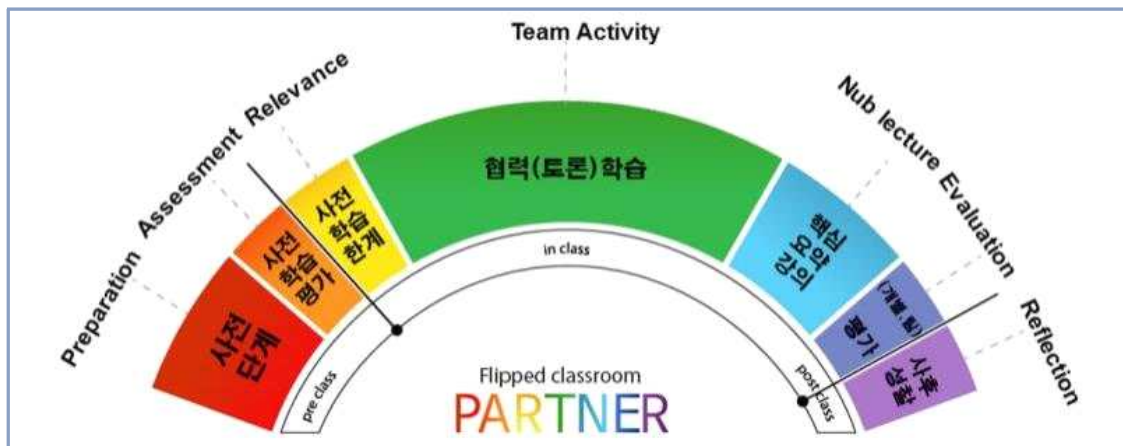 Team Activity
Preparation
Assessment
Relevance
Nub lecture
Evaluation
Reflection
사전
단계
사전
학습
평가
사전
학습
한계
협력(토론)학습
핵심
요약
강의
평가
(개별·팀)
사후
성찰
pre class
in class
post class
Flipped classroom
PARTNER